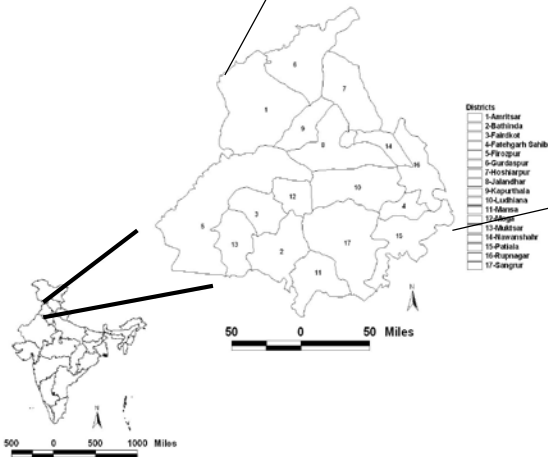 6
7
1
9
8
14
16
12
10
4
3
5
13
2
17
15
11
Districts
1-Amritsar
2-Bathinda
3-Faridkot
4-Fatehgarh Sahib
5-Firozpur
6-Gurdaspur
7-Hoshiarpur
8-Jalandhar
9-Kapurthala
10-Ludhiana
11-Mansa
12-Moga
13-Muktsar
14-Nawanshahr
15-Patiala
16-Rupnagar
17-Sangrur
N
50 0 50 Miles
N
500 0 500 1000 Miles